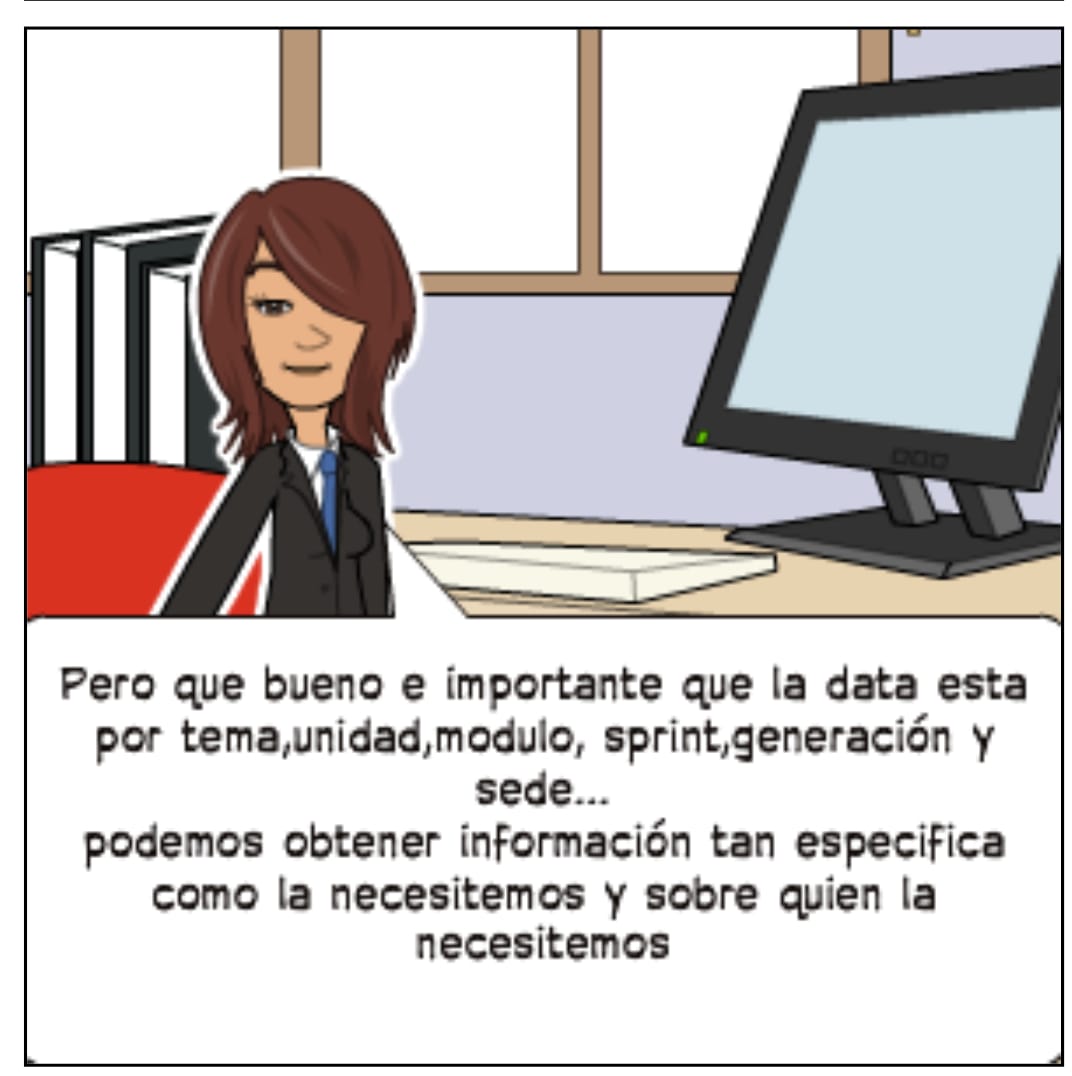 Pero que bueno e importante que la data esta
por tema,unidad,modulo, sprint,generación y
sede...
podemos obtener información tan especifica
como la necesitemos y sobre quien la
necesitemos